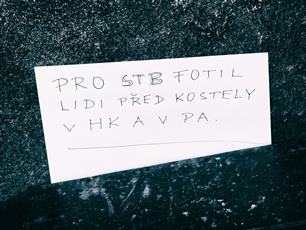 PRO STB FOTIL
LIDI PŘED KOSTELY
V HK A V PA.